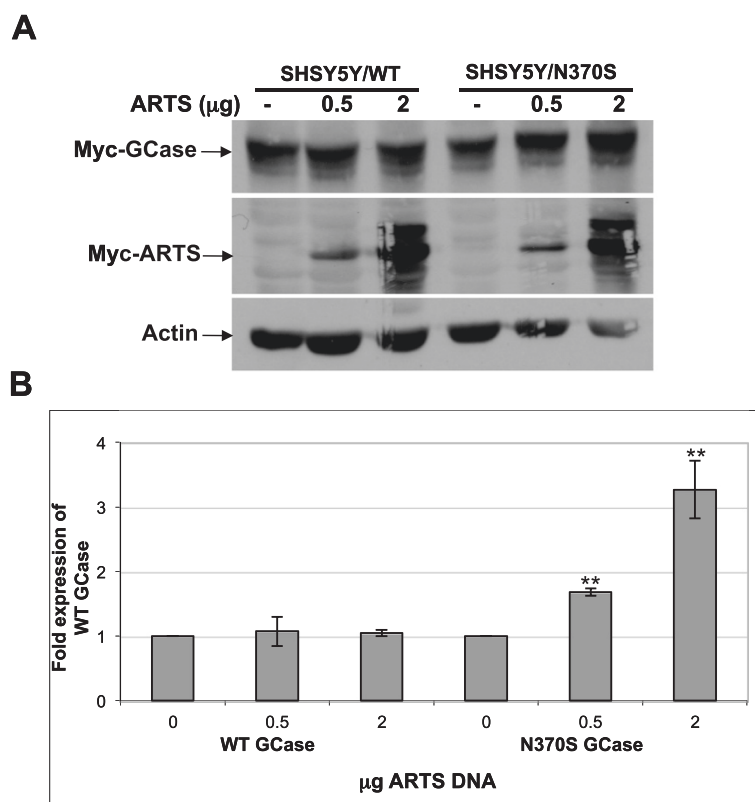 A
SHSY5Y/WT SHSY5Y/N370S
ARTS (μg) - 0.5 2 - 0.5 2
Myc-GCase
Myc-ARTS
Actin
B
Fold expression of
WT GCase
4
3
2
1
0
**
**
0 0.5 2 0 0.5 2
WT GCase N370S GCase
μg ARTS DNA